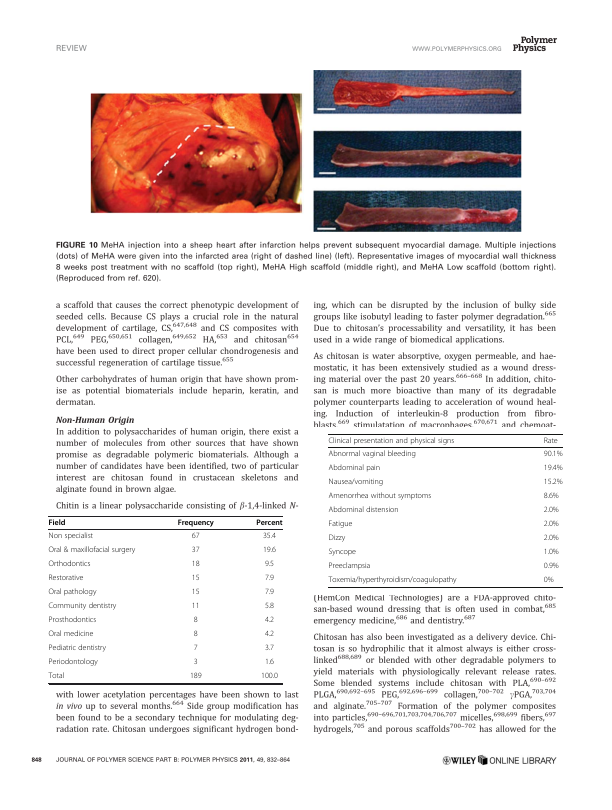 REVIEW
WWW.POLYMERPHYSICS.ORG
Polymer
Physics
FIGURE 10 MeHA injection into a sheep heart after infarction helps prevent subsequent myocardial damage. Multiple injections
(dots) of MeHA were given into the infarcted area (right of dashed line) (left). Representative images of myocardial wall thickness
8 weeks post treatment with no scaffold (top right), MeHA High scaffold (middle right), and MeHA Low scaffold (bottom right).
(Reproduced from ref. 620).
a scaffold that causes the correct phenotypic development of
seeded cells. Because CS plays a crucial role in the natural
development of cartilage, CS,647,648 and CS composites with
PCL,649 PEG,650,651 collagen,649,652 HA,653 and chitosan654
have been used to direct proper cellular chondrogenesis and
successful regeneration of cartilage tissue.655
Other carbohydrates of human origin that have shown prom-
ise as potential biomaterials include heparin, keratin, and
dermatan.
Non-Human Origin
In addition to polysaccharides of human origin, there exist a
number of molecules from other sources that have shown
promise as degradable polymeric biomaterials. Although a
number of candidates have been identified, two of particular
interest are chitosan found in crustacean skeletons and
alginate found in brown algae.
Chitin is a linear polysaccharide consisting of β-1,4-linked N-
Field Frequency Percent
Non specialist 67 35.4
Oral & maxillofacial surgery 37 19.6
Orthodontics 18 9.5
Restorative 15 7.9
Oral pathology 15 7.9
Community dentistry 11 5.8
Prosthodontics 8 4.2
Oral medicine 8 4.2
Pediatric dentistry 7 3.7
Periodontology 3 1.6
Total 189 100.0
with lower acetylation percentages have been shown to last
in vivo up to several months.664 Side group modification has
been found to be a secondary technique for modulating deg-
radation rate. Chitosan undergoes significant hydrogen bond-
ing, which can be disrupted by the inclusion of bulky side
groups like isobutyl leading to faster polymer degradation.665
Due to chitosan's processability and versatility, it has been
used in a wide range of biomedical applications.
As chitosan is water absorptive, oxygen permeable, and hae-
mostatic, it has been extensively studied as a wound dress-
ing material over the past 20 years.666–668 In addition, chito-
san is much more bioactive than many of its degradable
polymer counterparts leading to acceleration of wound heal-
ing. Induction of interleukin-8 production from fibro-
blasts,669 stimulatation of macrophages,670,671 and chemoat-
Clinical presentation and physical signs Rate
Abnormal vaginal bleeding 90.1%
Abdominal pain 19.4%
Nausea/vomiting 15.2%
Amenorrhea without symptoms 8.6%
Abdominal distension 2.0%
Fatigue 2.0%
Dizzy 2.0%
Syncope 1.0%
Preeclampsia 0.9%
Toxemia/hyperthyroidism/coagulopathy 0%
(HemCon Medical Technologies) are a FDA-approved chito-
san-based wound dressing that is often used in combat,685
emergency medicine,686 and dentistry.687
Chitosan has also been investigated as a delivery device. Chi-
tosan is so hydrophilic that it almost always is either cross-
linked688,689 or blended with other degradable polymers to
yield materials with physiologically relevant release rates.
Some blended systems include chitosan with PLA,690–692
PLGA,690,692–695 PEG,692,696–699 collagen,700–702 γPGA,703,704
and alginate.705–707 Formation of the polymer composites
into particles,690–696,701,703,704,706,707 micelles,698,699 fibers,697
hydrogels,705 and porous scaffolds700–702 has allowed for the
848 JOURNAL OF POLYMER SCIENCE PART B: POLYMER PHYSICS 2011, 49, 832–864
WILEY ONLINE LIBRARY